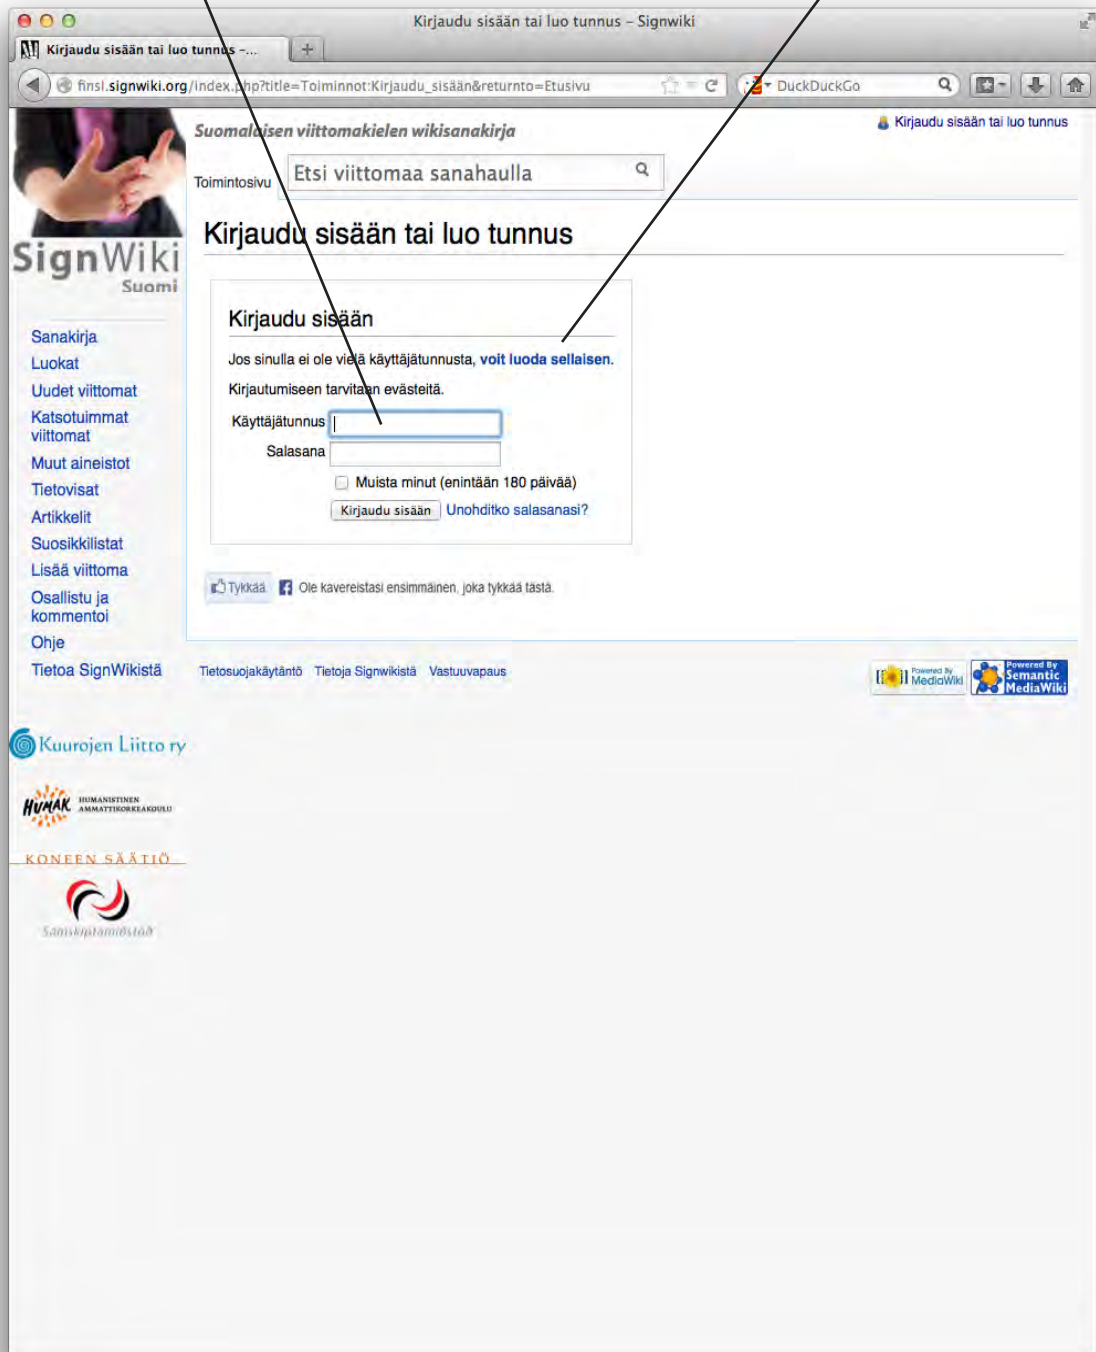 Kirjaudu sisään tai luo tunnus – Signwiki
Kirjaudu sisään tai luo tunnus –...
finsl.signwiki.org/index.php?title=Toiminnot:Kirjaudu_sisään&returnto=Etusivu
DuckDuckGo
Suomalaisen viittomakielen wikisanakirja
Kirjaudu sisään tai luo tunnus
Toimintosivu
Etsi viittomaa sanahaulla
Kirjaudu sisään tai luo tunnus
SignWiki
Suomi
Sanakirja
Luokat
Uudet viittomat
Katsotuimmat
viittomat
Muut aineistot
Tietovisat
Artikkelit
Suosikkilistat
Lisää viittoma
Osallistu ja
kommentoi
Ohje
Tietoa SignWikistä
Kirjaudu sisään
Jos sinulla ei ole vielä käyttäjätunnusta, voit luoda sellaisen.
Kirjautumiseen tarvitaan evästeitä.
Käyttäjätunnus
Salasana
Muista minut (enintään 180 päivää)
Kirjaudu sisään Unohditko salasanasi?
Tykkää Ole kavereistasi ensimmäinen, joka tykkää tästä.
Tietosuojakäytäntö Tietoja Signwikistä Vastuuvapaus
Powered By
MediaWiki
Powered By
Semantic
MediaWiki
Kuurojen Liitto ry
HUMAK HUMANISTINEN
AMMATTIKORKEAKOULU
KONEEN SÄÄTIÖ